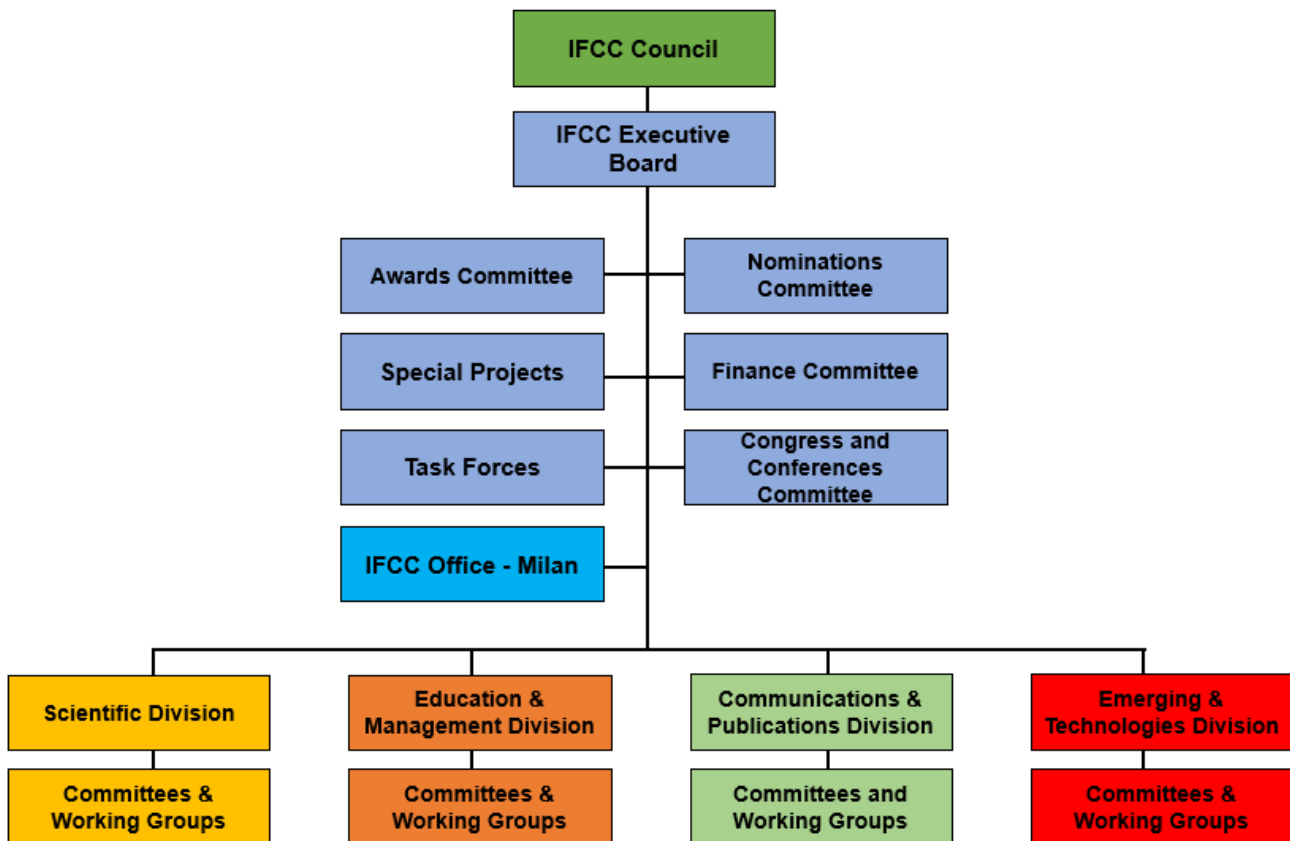 IFCC Council
IFCC Executive
Board
Awards Committee
Nominations
Committee
Special Projects
Finance Committee
Task Forces
Congress and
Conferences
Committee
IFCC Office - Milan
Scientific Division
Education &
Management Division
Communications &
Publications Division
Emerging &
Technologies Division
Committees &
Working Groups
Committees &
Working Groups
Committees and
Working Groups
Committees &
Working Groups